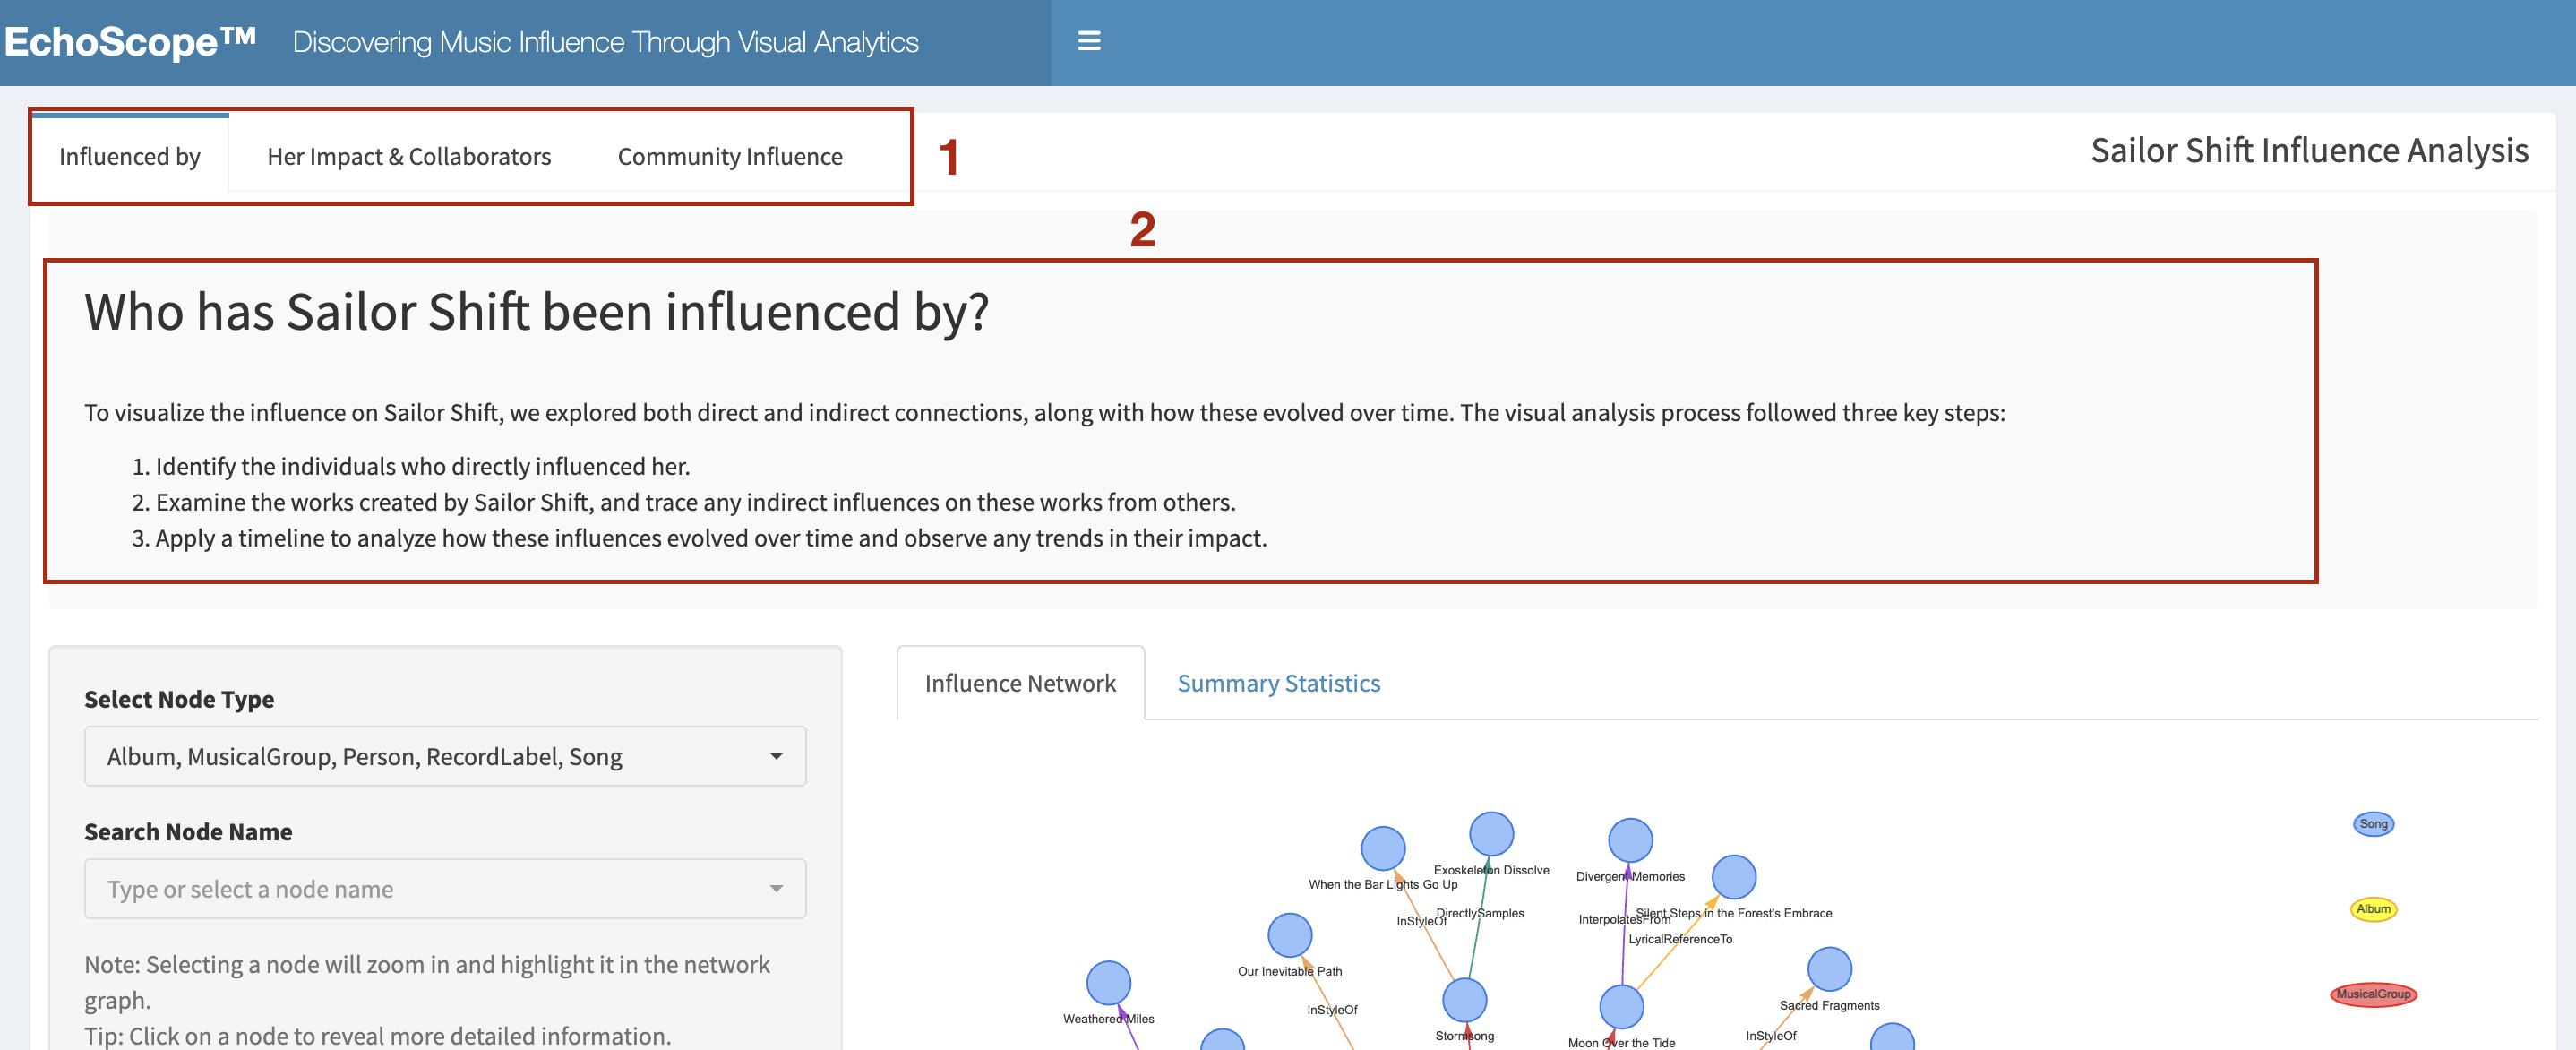 EchoScope™ Discovering Music Influence Through Visual Analytics
Influenced by Her Impact & Collaborators Community Influence 1 Sailor Shift Influence Analysis
2
Who has Sailor Shift been influenced by?
To visualize the influence on Sailor Shift, we explored both direct and indirect connections, along with how these evolved over time. The visual analysis process followed three key steps:
1. Identify the individuals who directly influenced her.
2. Examine the works created by Sailor Shift, and trace any indirect influences on these works from others.
3. Apply a timeline to analyze how these influences evolved over time and observe any trends in their impact.
Select Node Type
Album, MusicalGroup, Person, RecordLabel, Song
Search Node Name
Type or select a node name
Note: Selecting a node will zoom in and highlight it in the network
graph.
Tip: Click on a node to reveal more detailed information.
Influence Network Summary Statistics
Song
Exoskeleton Dissolve
Divergent Memories
When the Bar Lights Go Up
Album
DirectlySamples
Silent Steps in the Forest's Embrace
InStyleOf
InterpolatesFrom
LyricalReferenceTo
Our Inevitable Path
MusicalGroup
Sacred Fragments
InStyleOf
Weathered Miles
Stormsong
InStyleOf
Moon Over the Tide